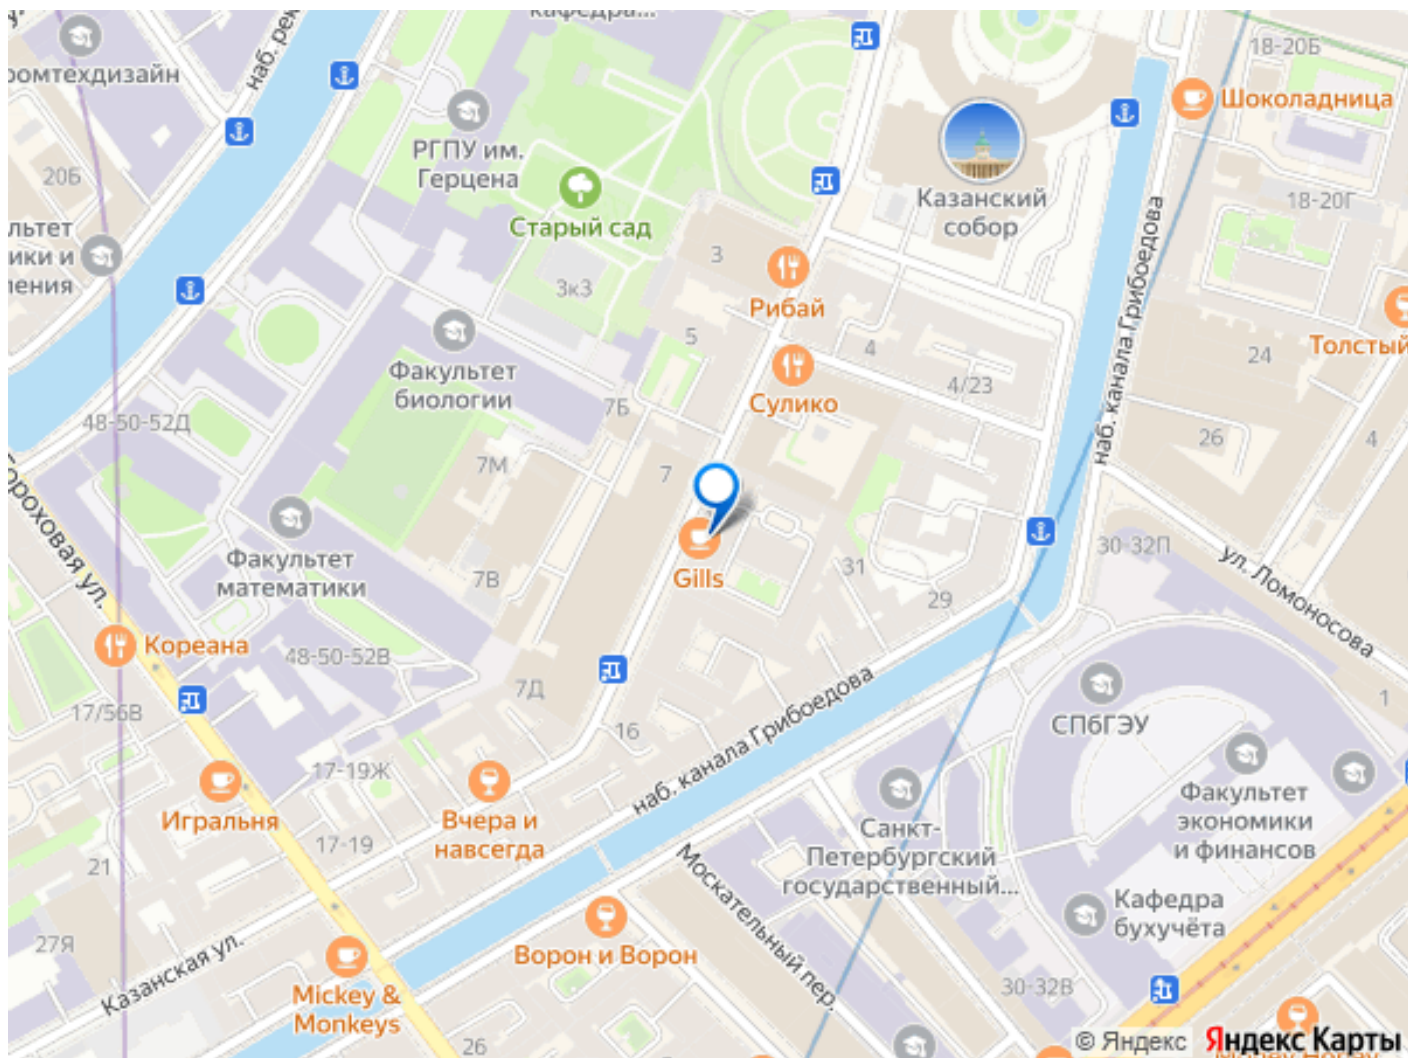 кафедра...
наб. рек
ромтехдизайн
18-20Б
Шоколадница
РГПУ им.
Герцена
20Б
Старый сад
Казанский
собор
18-20Г
льтет
ики и
ления
3
3к3
Рибай
наб. канала Грибоедова
5
4
24
Толстый
Факультет
биологии
4/23
Сулико
7Б
48-50-52Д
26
4
7М
7
Гороховая ул.
30-32П
Факультет
математики
7В
Gills
31
29
ул. Ломоносова
Кореана
48-50-52В
7Д
1
17/56В
16
наб. канала Грибоедова
СПбГЭУ
17-19Ж
Игральня
Вчера и
навсегда
17-19
Факультет
экономики
и финансов
Санкт-
Петербургский
государственный...
21
Москательный пер.
Кафедра
бухучёта
27Я
Казанская ул.
Ворон и Ворон
Mickey &
Monkeys
30-32В
26
© Яндекс
Яндекс Карты